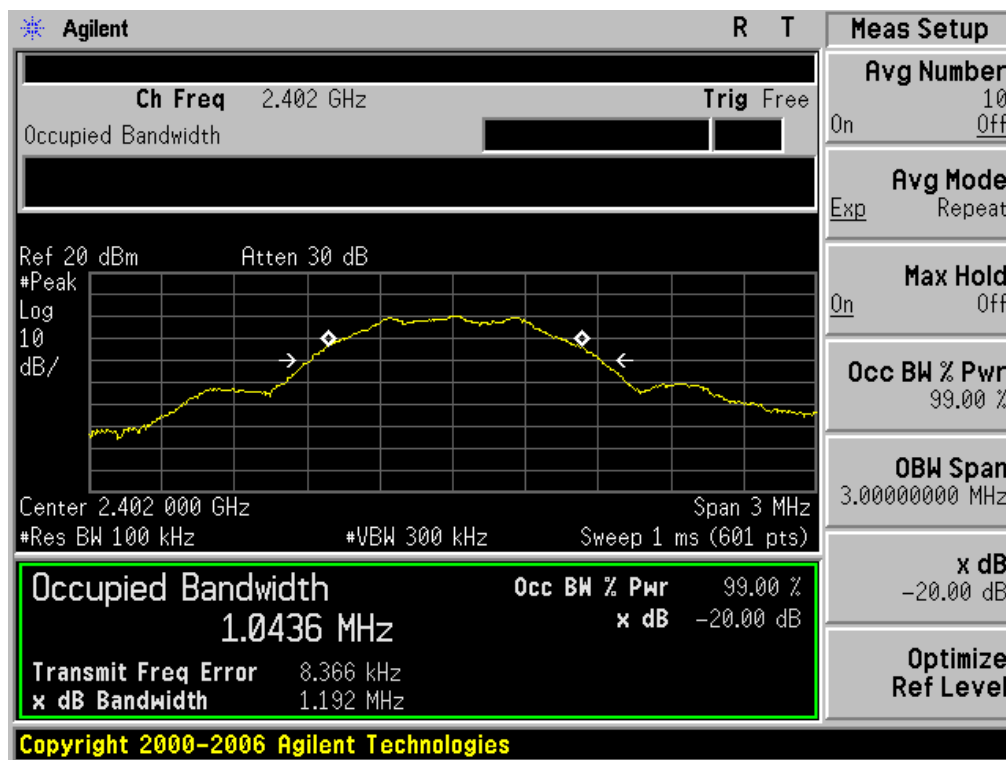 Agilent R T
Ch Freq 2.402 GHz Trig Free
Occupied Bandwidth
Ref 20 dBm Atten 30 dB
#Peak
Log
10
dB/
Center 2.402 000 GHz Span 3 MHz
#Res BW 100 kHz #VBW 300 kHz Sweep 1 ms (601 pts)
Occupied Bandwidth Occ BW % Pwr 99.00 %
1.0436 MHz x dB -20.00 dB
Transmit Freq Error 8.366 kHz
x dB Bandwidth 1.192 MHz
Copyright 2000-2006 Agilent Technologies
Meas Setup
Avg Number
10
On Off
Avg Mode
Exp Repeat
Max Hold
On Off
Occ BW % Pwr
99.00 %
OBW Span
3.00000000 MHz
x dB
-20.00 dB
Optimize
Ref Level